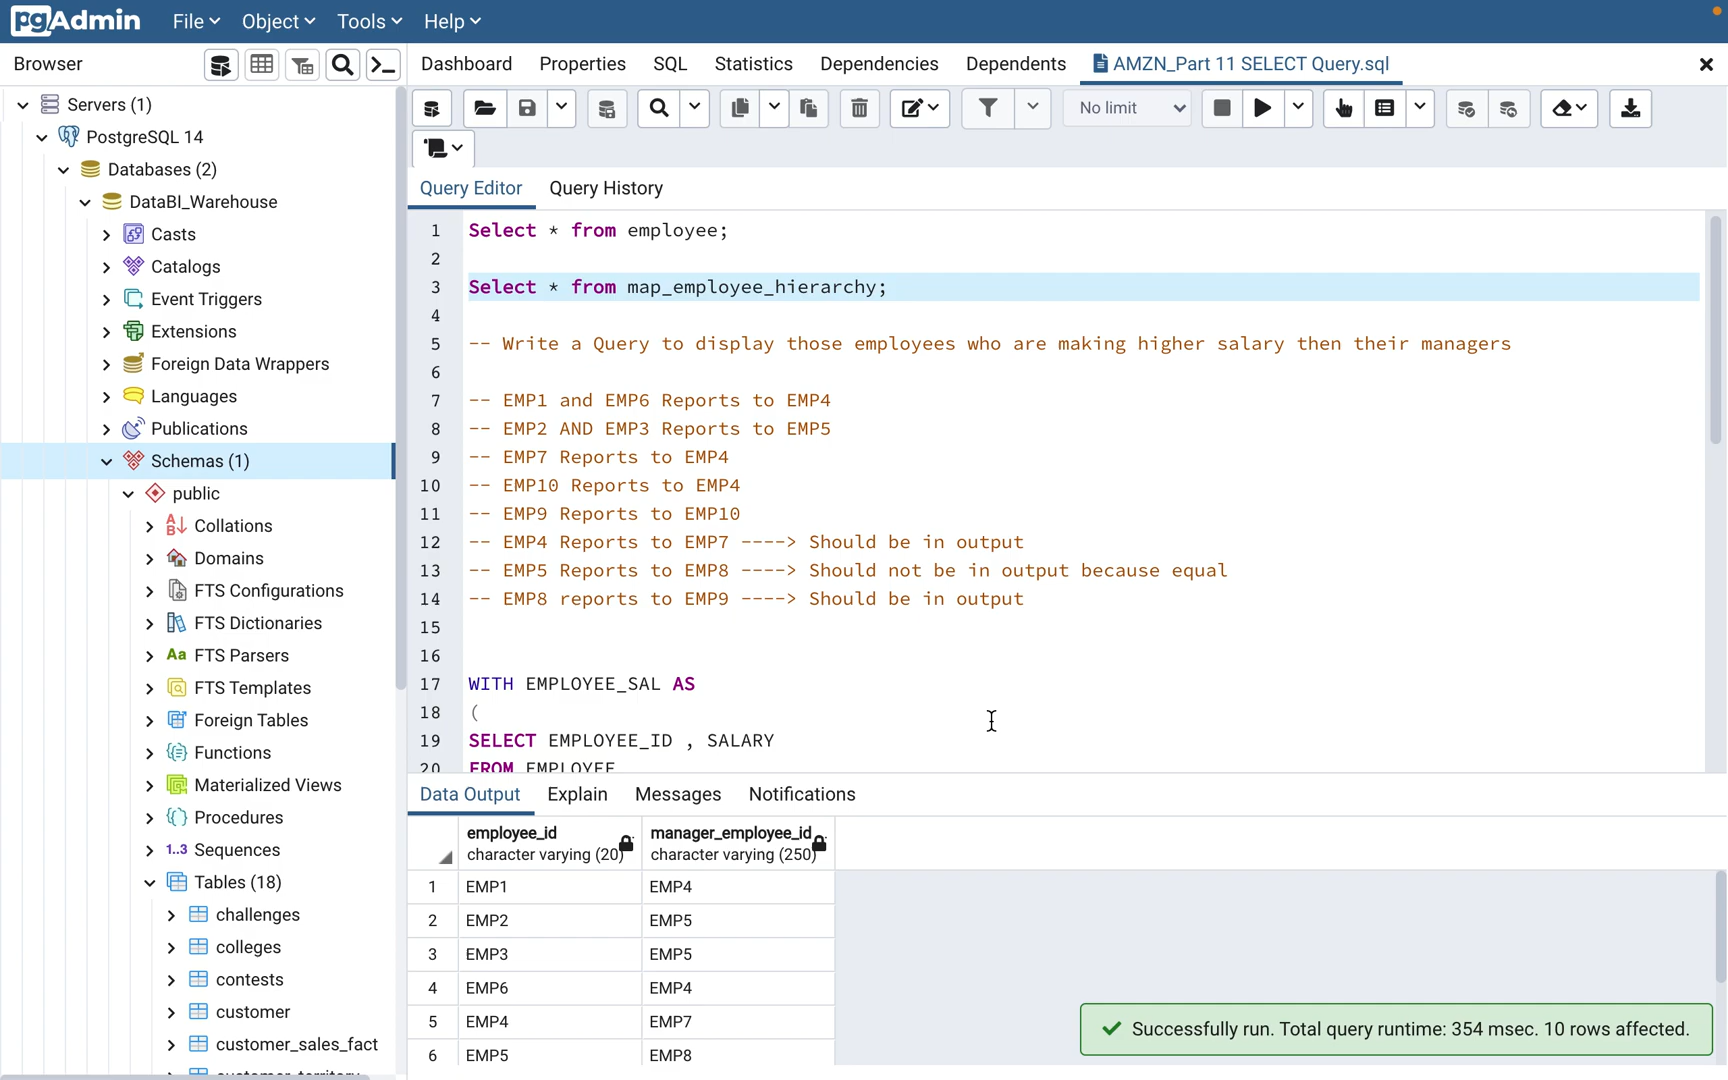 pgAdmin File Object Tools Help
Browser
Dashboard Properties SQL Statistics Dependencies Dependents AMZN_Part 11 SELECT Query.sql
No limit
Servers (1)
PostgreSQL 14
Databases (2)
DataBI_Warehouse
Casts
Catalogs
Event Triggers
Extensions
Foreign Data Wrappers
Languages
Publications
Schemas (1)
public
Collations
Domains
FTS Configurations
FTS Dictionaries
Aa FTS Parsers
FTS Templates
Foreign Tables
Functions
Materialized Views
Procedures
1..3 Sequences
Tables (18)
challenges
colleges
contests
customer
customer_sales_fact
customer_territory
Query Editor Query History
1 Select * from employee;
2
3 Select * from map_employee_hierarchy;
4
5 -- Write a Query to display those employees who are making higher salary then their managers
6
7 -- EMP1 and EMP6 Reports to EMP4
8 -- EMP2 AND EMP3 Reports to EMP5
9 -- EMP7 Reports to EMP4
10 -- EMP10 Reports to EMP4
11 -- EMP9 Reports to EMP10
12 -- EMP4 Reports to EMP7 ----> Should be in output
13 -- EMP5 Reports to EMP8 ----> Should not be in output because equal
14 -- EMP8 reports to EMP9 ----> Should be in output
15
16
17 WITH EMPLOYEE_SAL AS
18 (
19 SELECT EMPLOYEE_ID , SALARY
20 FROM EMPLOYEE
Data Output Explain Messages Notifications
employee_id manager_employee_id
character varying (20) character varying (250)
1 EMP1 EMP4
2 EMP2 EMP5
3 EMP3 EMP5
4 EMP6 EMP4
5 EMP4 EMP7
6 EMP5 EMP8
Successfully run. Total query runtime: 354 msec. 10 rows affected.